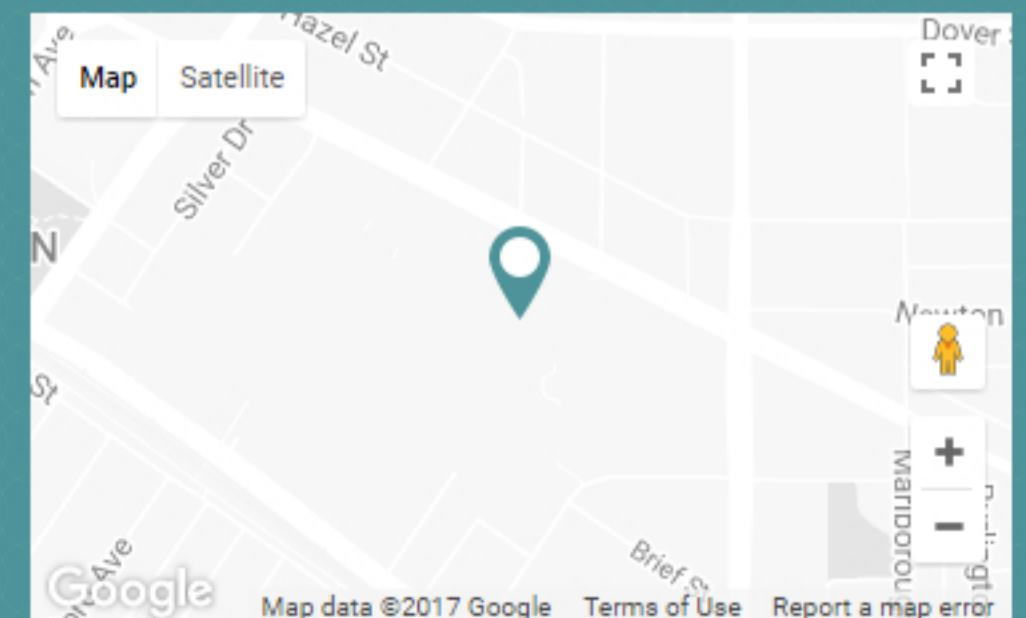 Hazel St
Dover
Ave
Map Satellite
Silver Dr
N
Newton
St
Marlborou
Brief St
Ave
Google
Map data ©2017 Google Terms of Use Report a map error